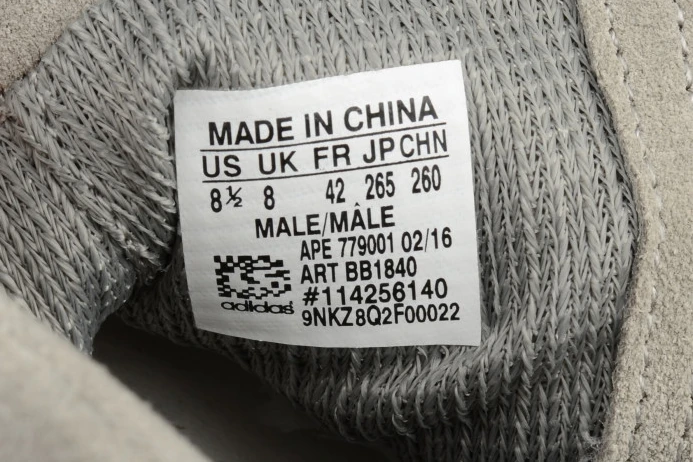 MADE IN CHINA
US UK FR JP CHN
8½ 8 42 265 260
MALE/MÂLE
APE 779001 02/16
ART BB1840
#114256140
adidas
9NKZ8Q2F00022